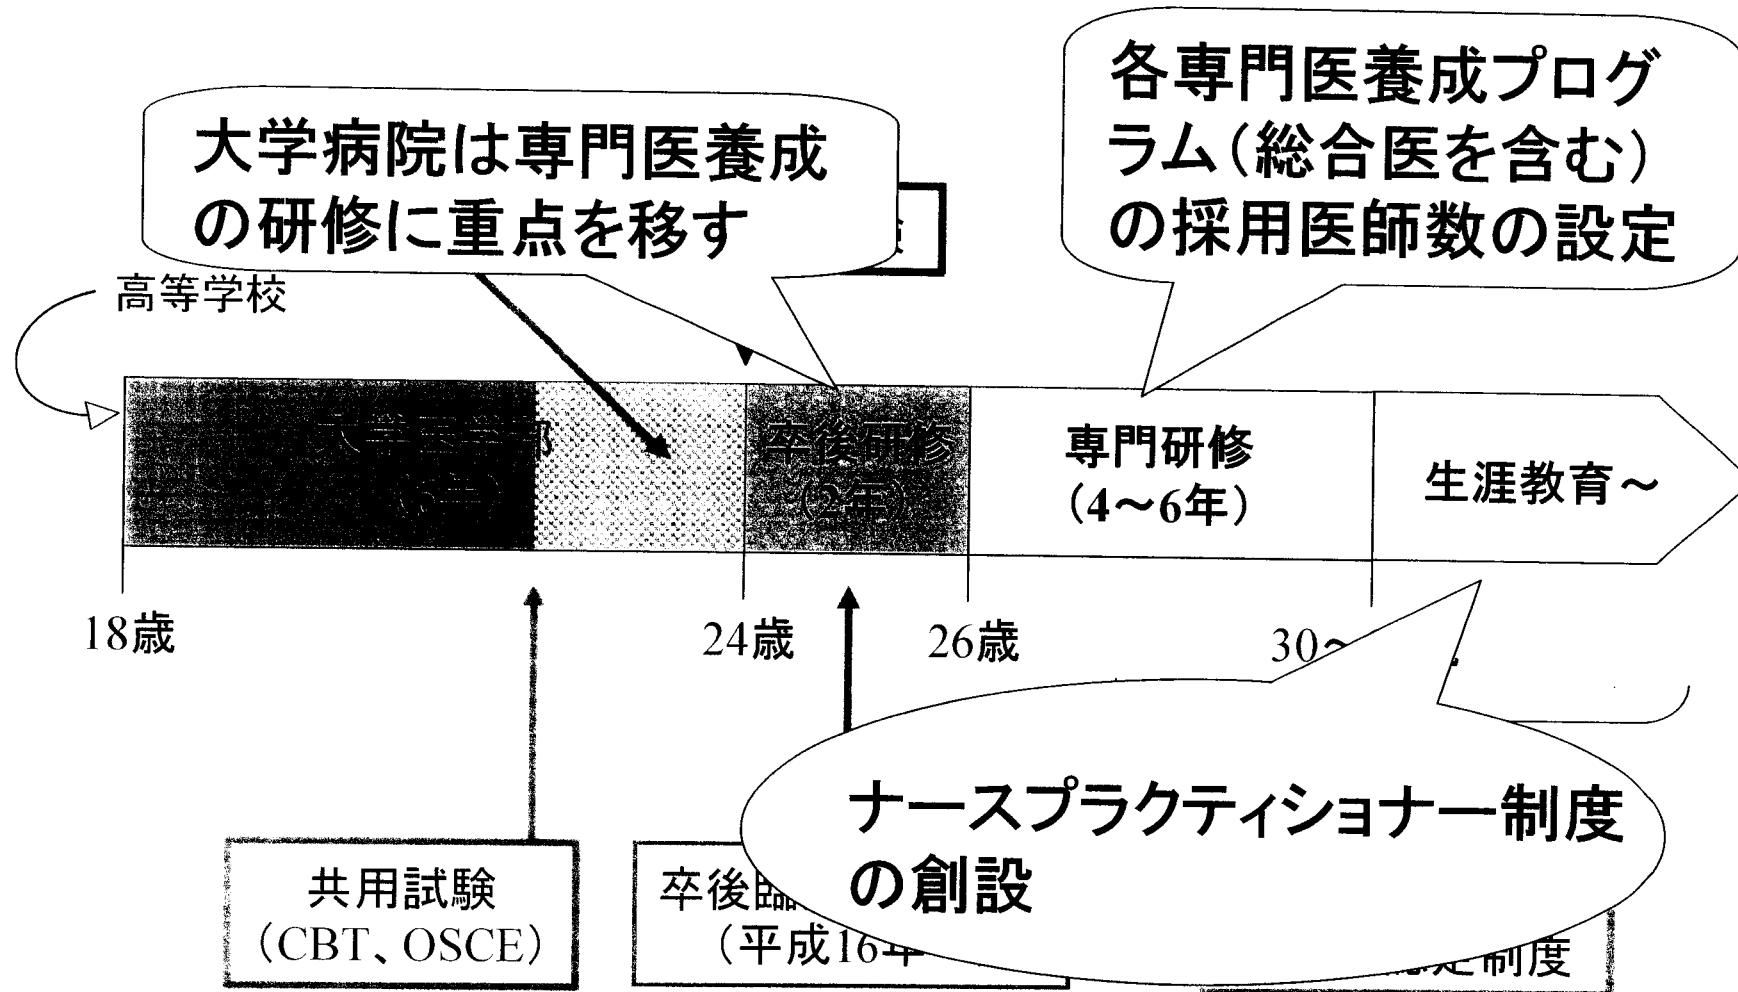 大学病院は専門医養成
の研修に重点を移す
各専門医養成プログ
ラム（総合医を含む）
の採用医師数の設定
高等学校
卒後研修
（2年）
専門研修
（4～6年）
生涯教育～
18歳
24歳
26歳
30～
ナースプラクティショナー制度
の創設
共用試験
（CBT、OSCE）
卒後臨
（平成16年
制度